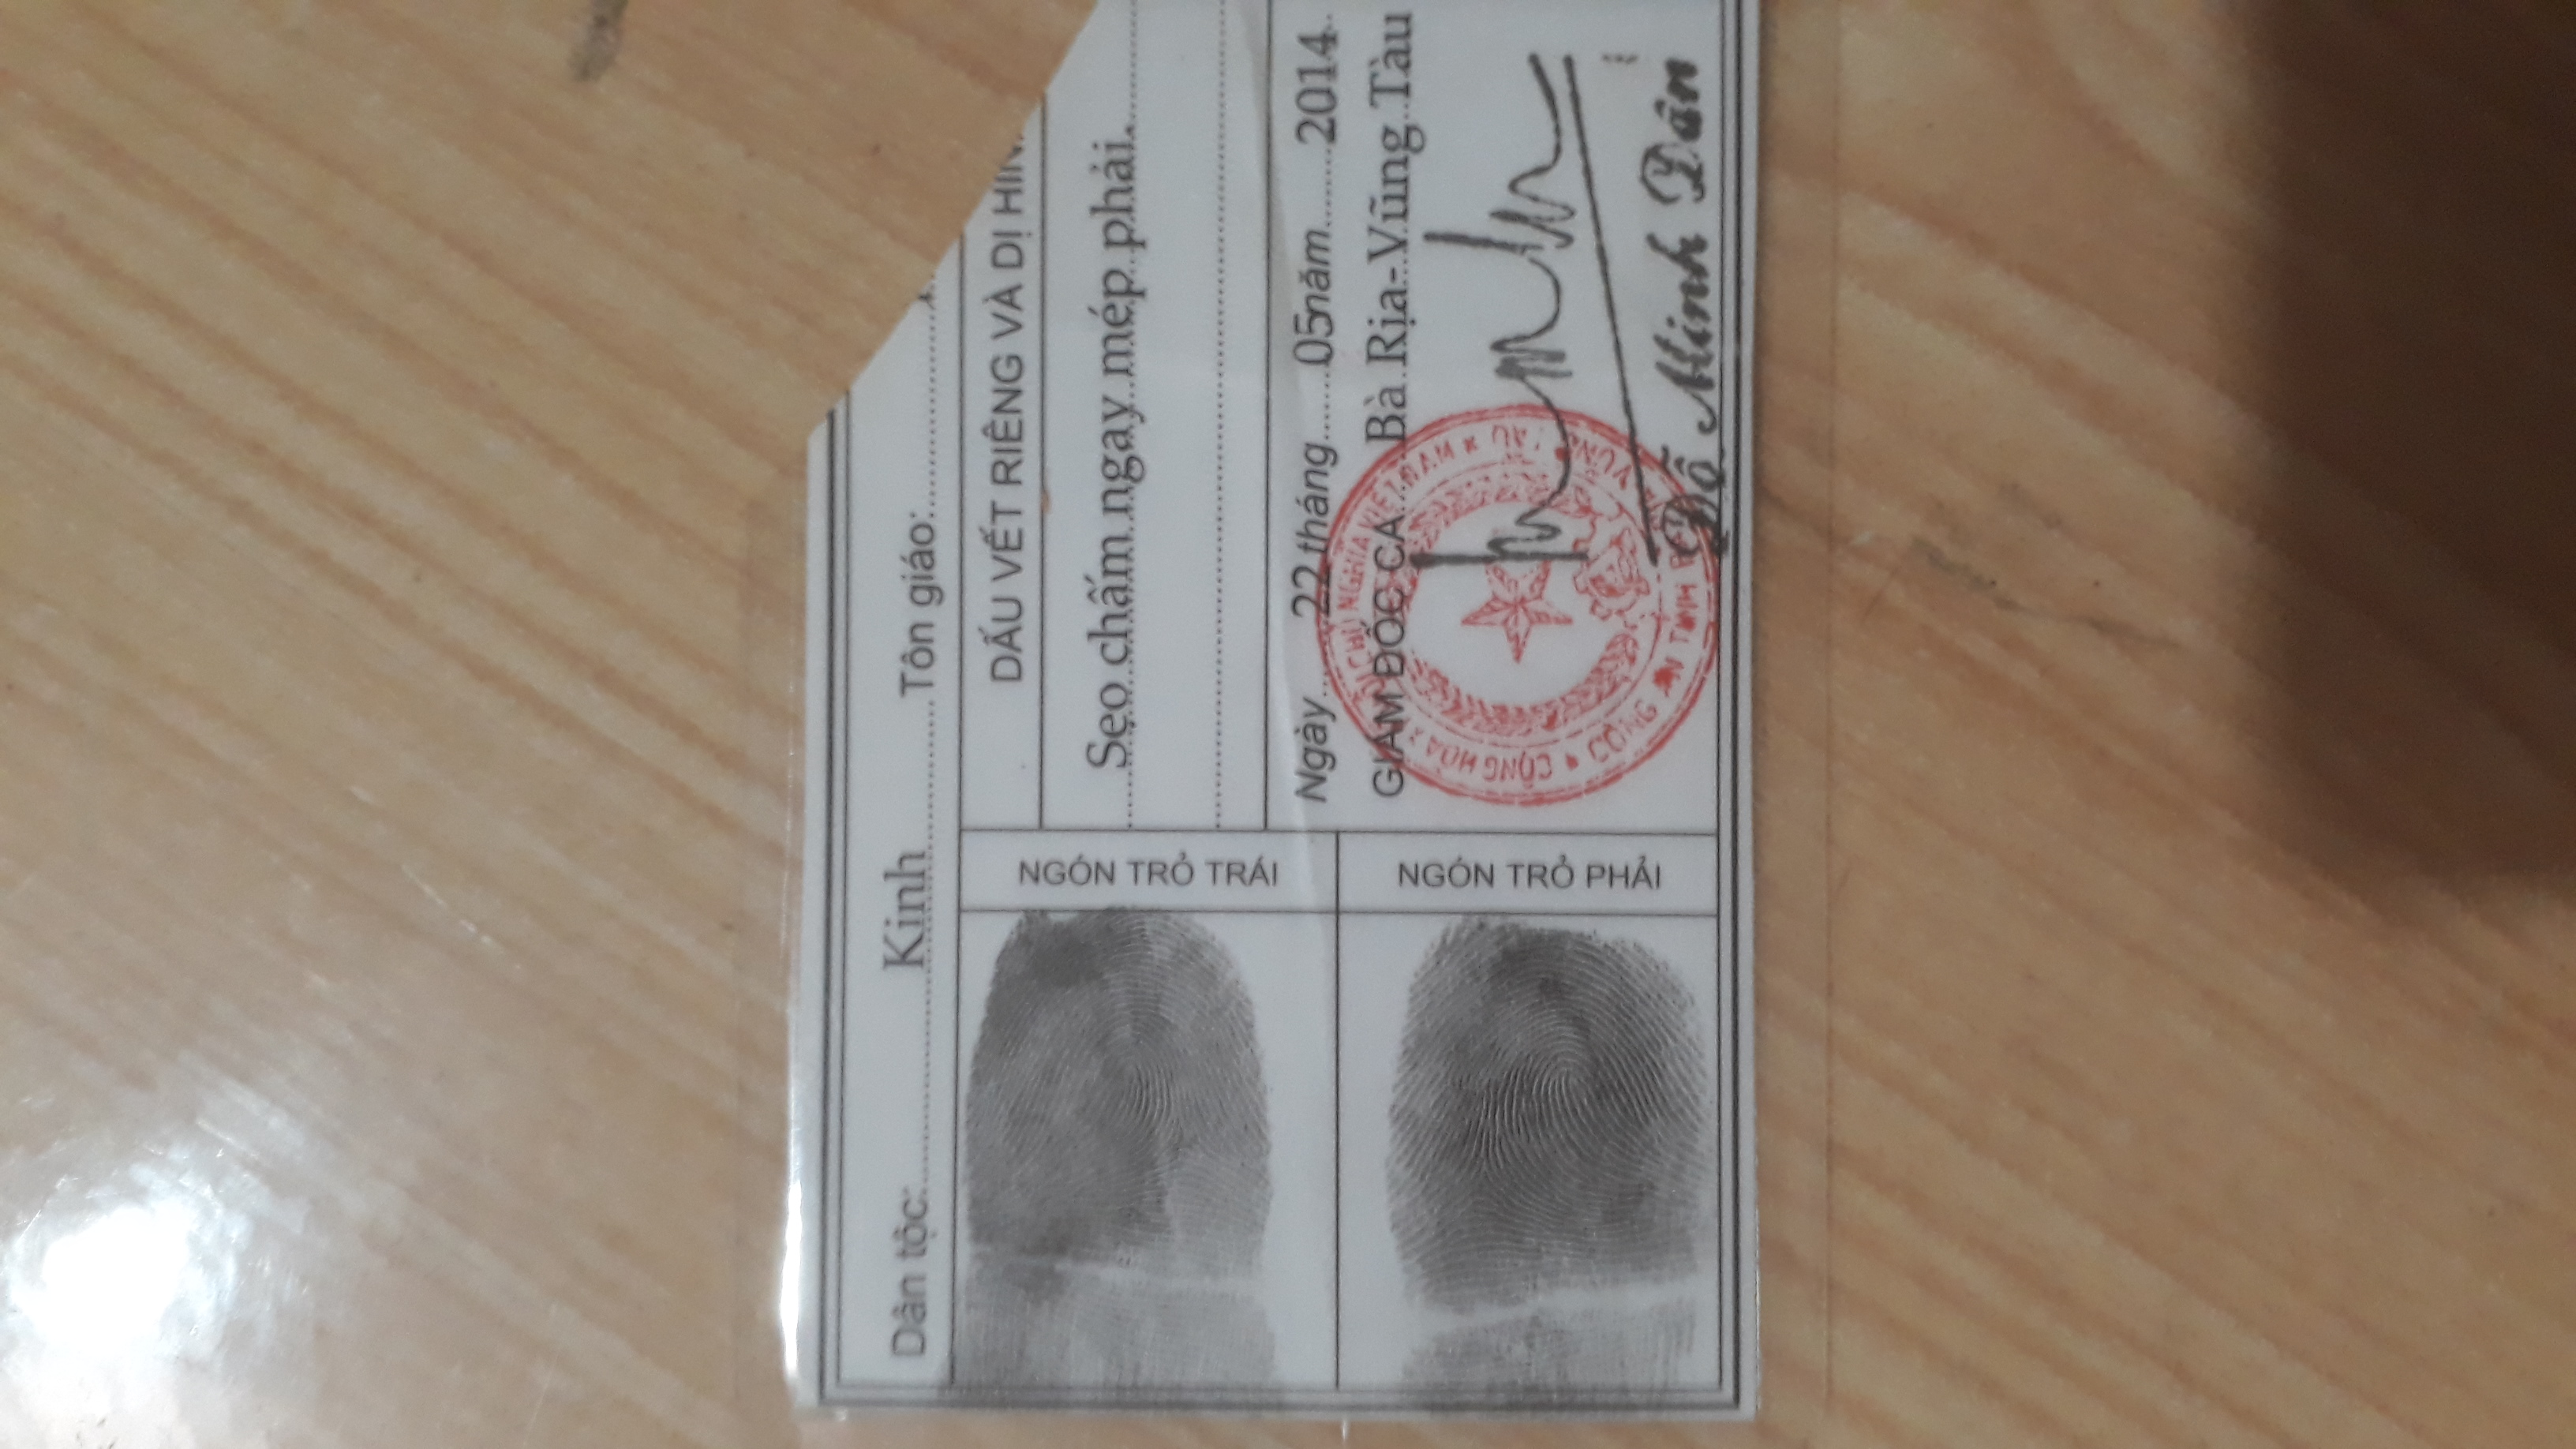 Dân tộc:............Kinh............Tôn giáo:............
NGÓN TRỎ TRÁI
NGÓN TRỎ PHẢI
DẤU VẾT RIÊNG VÀ DỊ HÌN
Sẹo chấm ngay mép phải.
Ngày......22 tháng......05 năm......2014
GIÁM ĐỐC CA. Bà Rịa-Vũng Tàu
Đỗ Minh Dân